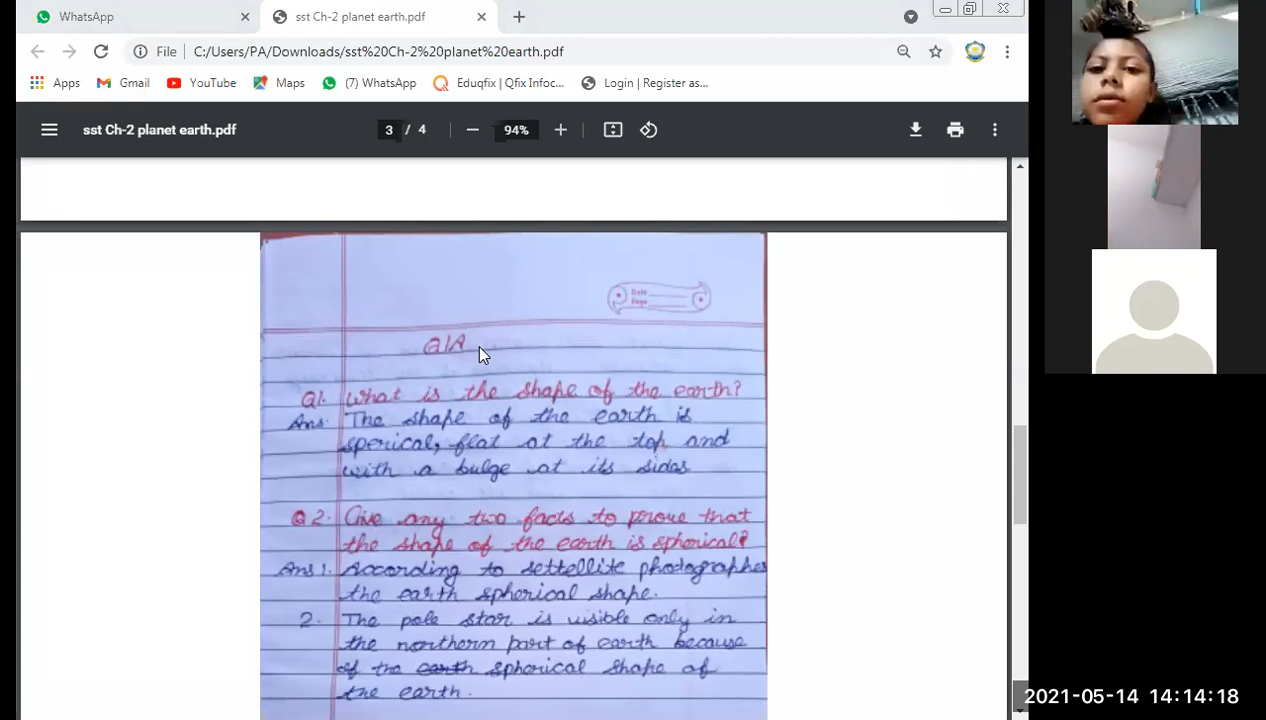 WhatsApp
sst Ch-2 planet earth.pdf
File
C:/Users/PA/Downloads/sst%20Ch-2%20planet%20earth.pdf
Apps
Gmail
YouTube
Maps
(7) WhatsApp
Eduqfix | Qfix Infoc...
Login | Register as...
sst Ch-2 planet earth.pdf
3 / 4
94%
Date
Page
Q/A
Q1. What is the shape of the earth?
Ans. The shape of the earth is
sperical, flat at the top and
with a bulge at its sides
Q 2. Give any two facts to prove that
the shape of the earth is spherical?
Ans 1. According to settellite phodographes
the earth spherical shape.
2. The pole star is visible only in
the northern part of earth because
of the earth spherical shape of
the earth.
2021-05-14 14:14:18